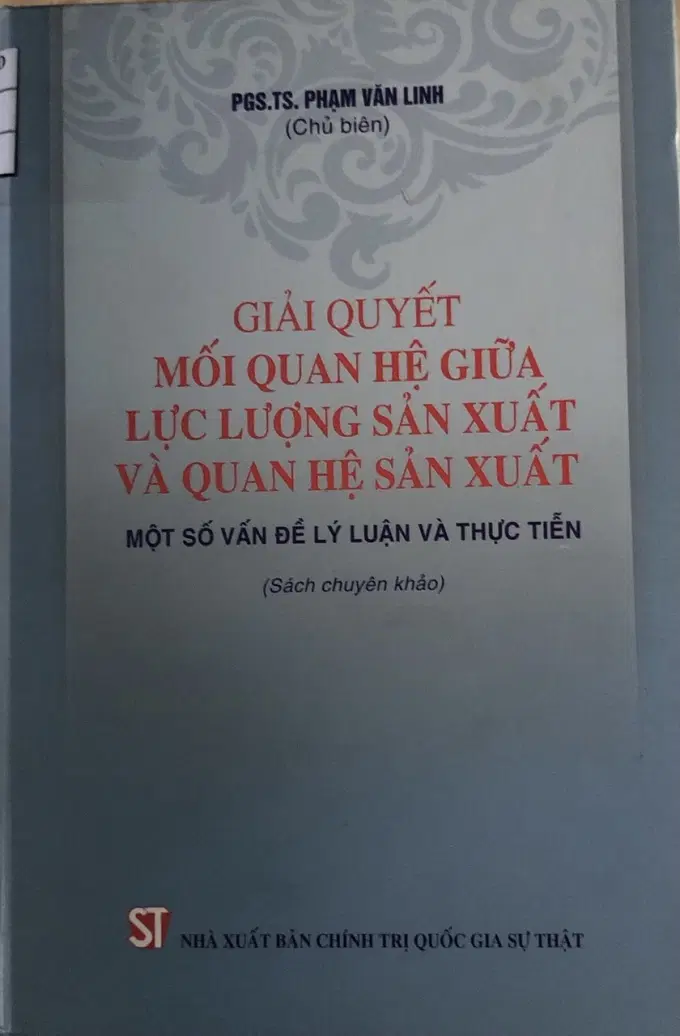 PGS.TS. PHẠM VĂN LINH
(Chủ biên)
GIẢI QUYẾT
MỐI QUAN HỆ GIỮA
LỰC LƯỢNG SẢN XUẤT
VÀ QUAN HỆ SẢN XUẤT
MỘT SỐ VẤN ĐỀ LÝ LUẬN VÀ THỰC TIỄN
(Sách chuyên khảo)
ST NHÀ XUẤT BẢN CHÍNH TRỊ QUỐC GIA SỰ THẬT